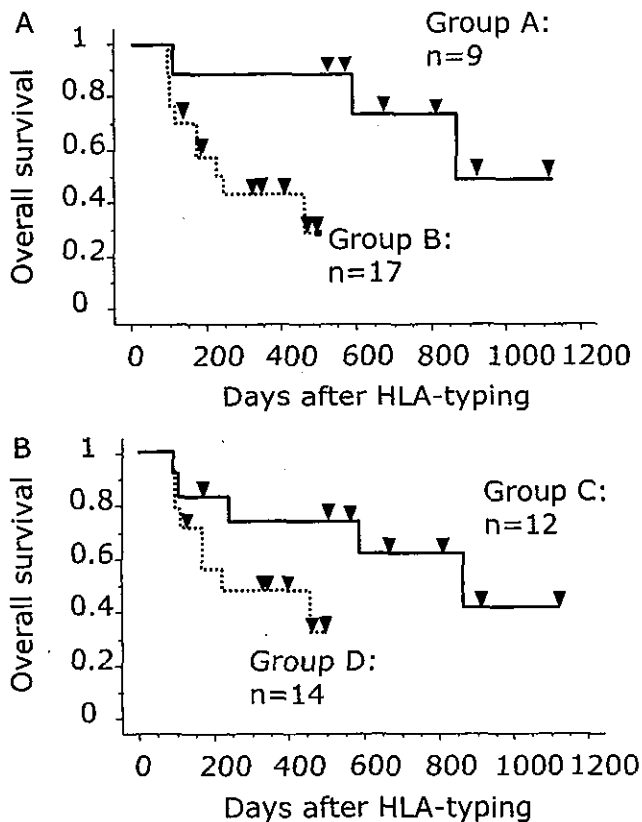 A
Group A:
n=9
Overall survival
1
0.8
0.6
0.4
0.2
0
Group B:
n=17
0 200 400 600 800 1000 1200
Days after HLA-typing
B
Group C:
n=12
Overall survival
1
0.8
0.6
0.4
0.2
0
Group D:
n=14
0 200 400 600 800 1000 1200
Days after HLA-typing